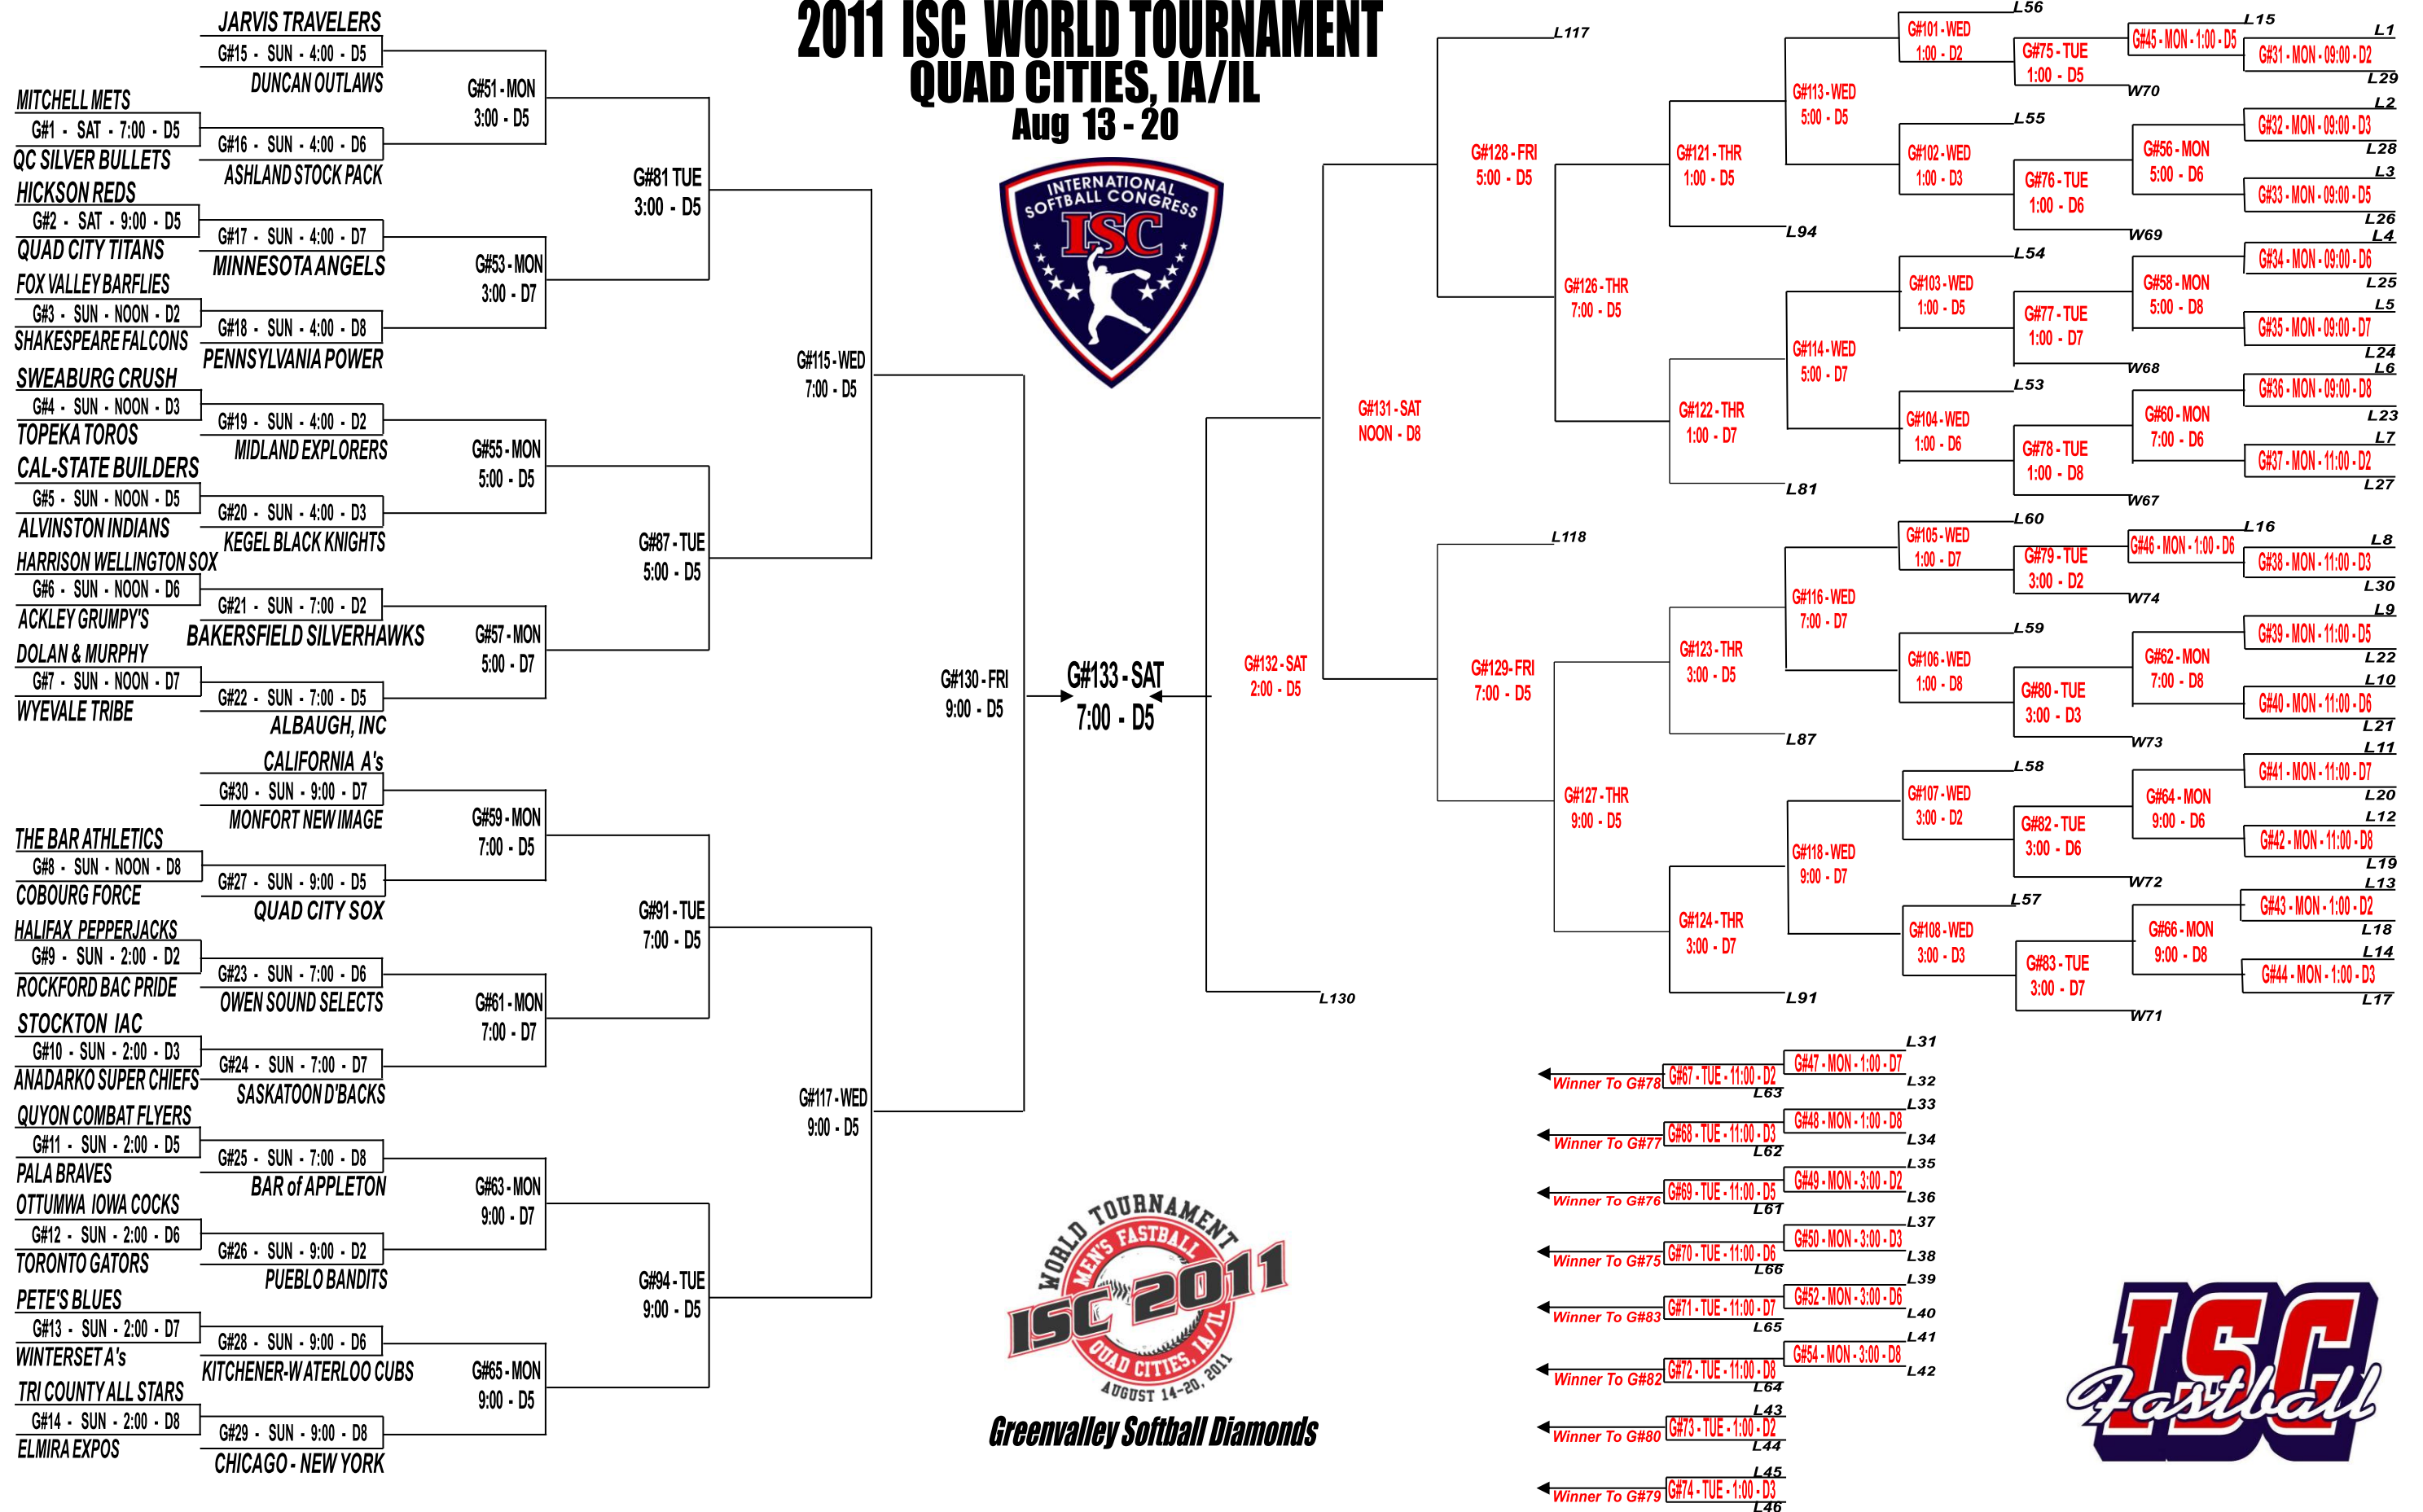 2011 ISC WORLD TOURNAMENT
QUAD CITIES, IA/IL
Aug 13 - 20
INTERNATIONAL
SOFTBALL CONGRESS
ISC
JARVIS TRAVELERS
G#15 - SUN - 4:00 - D5
DUNCAN OUTLAWS
MITCHELL METS
G#1 - SAT - 7:00 - D5
QC SILVER BULLETS
G#16 - SUN - 4:00 - D6
ASHLAND STOCK PACK
HICKSON REDS
G#2 - SAT - 9:00 - D5
QUAD CITY TITANS
G#17 - SUN - 4:00 - D7
MINNESOTA ANGELS
FOX VALLEY BARFLIES
G#3 - SUN - NOON - D2
SHAKESPEARE FALCONS
G#18 - SUN - 4:00 - D8
PENNSYLVANIA POWER
SWEABURG CRUSH
G#4 - SUN - NOON - D3
TOPEKA TOROS
G#19 - SUN - 4:00 - D2
MIDLAND EXPLORERS
CAL-STATE BUILDERS
G#5 - SUN - NOON - D5
ALVINSTON INDIANS
G#20 - SUN - 4:00 - D3
KEGEL BLACK KNIGHTS
HARRISON WELLINGTON SOX
G#6 - SUN - NOON - D6
ACKLEY GRUMPY'S
G#21 - SUN - 7:00 - D2
BAKERSFIELD SILVERHAWKS
DOLAN & MURPHY
G#7 - SUN - NOON - D7
WYEVALE TRIBE
G#22 - SUN - 7:00 - D5
ALBAUGH, INC
CALIFORNIA A's
G#30 - SUN - 9:00 - D7
MONFORT NEW IMAGE
THE BAR ATHLETICS
G#8 - SUN - NOON - D8
COBOURG FORCE
G#27 - SUN - 9:00 - D5
QUAD CITY SOX
HALIFAX PEPPERJACKS
G#9 - SUN - 2:00 - D2
ROCKFORD BAC PRIDE
G#23 - SUN - 7:00 - D6
OWEN SOUND SELECTS
STOCKTON IAC
G#10 - SUN - 2:00 - D3
ANADARKO SUPER CHIEFS
G#24 - SUN - 7:00 - D7
SASKATOON D'BACKS
QUYON COMBAT FLYERS
G#11 - SUN - 2:00 - D5
PALA BRAVES
G#25 - SUN - 7:00 - D8
BAR of APPLETON
OTTUMWA IOWA COCKS
G#12 - SUN - 2:00 - D6
TORONTO GATORS
G#26 - SUN - 9:00 - D2
PUEBLO BANDITS
PETE'S BLUES
G#13 - SUN - 2:00 - D7
WINTERSET A's
G#28 - SUN - 9:00 - D6
KITCHENER-WATERLOO CUBS
TRI COUNTY ALL STARS
G#14 - SUN - 2:00 - D8
ELMIRA EXPOS
G#29 - SUN - 9:00 - D8
CHICAGO - NEW YORK
G#51 - MON
3:00 - D5
G#53 - MON
3:00 - D7
G#55 - MON
5:00 - D5
G#57 - MON
5:00 - D7
G#59 - MON
7:00 - D5
G#61 - MON
7:00 - D7
G#63 - MON
9:00 - D7
G#65 - MON
9:00 - D5
G#81 TUE
3:00 - D5
G#87 - TUE
5:00 - D5
G#91 - TUE
7:00 - D5
G#94 - TUE
9:00 - D5
G#115 - WED
7:00 - D5
G#117 - WED
9:00 - D5
G#130 - FRI
9:00 - D5
G#133 - SAT
7:00 - D5
G#132 - SAT
2:00 - D5
L130
G#131 - SAT
NOON - D8
L117
G#128 - FRI
5:00 - D5
L118
G#129- FRI
7:00 - D5
G#126 - THR
7:00 - D5
G#127 - THR
9:00 - D5
G#121 - THR
1:00 - D5
L94
G#122 - THR
1:00 - D7
L81
G#123 - THR
3:00 - D5
L87
G#124 - THR
3:00 - D7
L91
G#113 - WED
5:00 - D5
G#114 - WED
5:00 - D7
G#116 - WED
7:00 - D7
G#118 - WED
9:00 - D7
L56
G#101 - WED
1:00 - D2
L55
G#102 - WED
1:00 - D3
L54
G#103 - WED
1:00 - D5
L53
G#104 - WED
1:00 - D6
L60
G#105 - WED
1:00 - D7
L59
G#106 - WED
1:00 - D8
L58
G#107 - WED
3:00 - D2
L57
G#108 - WED
3:00 - D3
G#75 - TUE
1:00 - D5
W70
G#76 - TUE
1:00 - D6
W69
G#77 - TUE
1:00 - D7
W68
G#78 - TUE
1:00 - D8
W67
G#79 - TUE
3:00 - D2
W74
G#80 - TUE
3:00 - D3
W73
G#82 - TUE
3:00 - D6
W72
G#83 - TUE
3:00 - D7
W71
L15
G#45 - MON - 1:00 - D5
G#56 - MON
5:00 - D6
G#58 - MON
5:00 - D8
G#60 - MON
7:00 - D6
L16
G#46 - MON - 1:00 - D6
G#62 - MON
7:00 - D8
G#64 - MON
9:00 - D6
G#66 - MON
9:00 - D8
L1
G#31 - MON - 09:00 - D2
L29
L2
G#32 - MON - 09:00 - D3
L28
L3
G#33 - MON - 09:00 - D5
L26
L4
G#34 - MON - 09:00 - D6
L25
L5
G#35 - MON - 09:00 - D7
L24
L6
G#36 - MON - 09:00 - D8
L23
L7
G#37 - MON - 11:00 - D2
L27
L8
G#38 - MON - 11:00 - D3
L30
L9
G#39 - MON - 11:00 - D5
L22
L10
G#40 - MON - 11:00 - D6
L21
L11
G#41 - MON - 11:00 - D7
L20
L12
G#42 - MON - 11:00 - D8
L19
L13
G#43 - MON - 1:00 - D2
L18
L14
G#44 - MON - 1:00 - D3
L17
L31
G#47 - MON - 1:00 - D7
L32
Winner To G#78
G#67 - TUE - 11:00 - D2
L63
L33
G#48 - MON - 1:00 - D8
L34
Winner To G#77
G#68 - TUE - 11:00 - D3
L62
L35
G#49 - MON - 3:00 - D2
L36
Winner To G#76
G#69 - TUE - 11:00 - D5
L61
L37
G#50 - MON - 3:00 - D3
L38
Winner To G#75
G#70 - TUE - 11:00 - D6
L66
L39
G#52 - MON - 3:00 - D6
L40
Winner To G#83
G#71 - TUE - 11:00 - D7
L65
L41
G#54 - MON - 3:00 - D8
L42
Winner To G#82
G#72 - TUE - 11:00 - D8
L64
L43
G#73 - TUE - 1:00 - D2
L44
Winner To G#80
L45
G#74 - TUE - 1:00 - D3
L46
Winner To G#79
WORLD TOURNAMENT
MEN'S FASTBALL
ISC 2011
QUAD CITIES, IA/IL
AUGUST 14-20, 2011
Greenvalley Softball Diamonds
ISC
Fastball